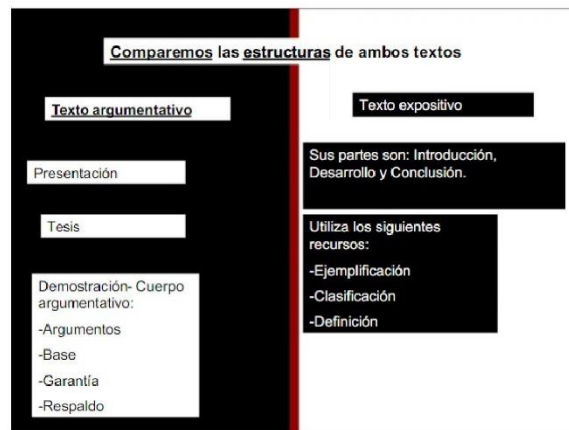 Comparemos las estructuras de ambos textos
Texto argumentativo
Presentación
Tesis
Demostración- Cuerpo
argumentativo:
-Argumentos
-Base
-Garantía
-Respaldo
Texto expositivo
Sus partes son: Introducción,
Desarrollo y Conclusión.
Utiliza los siguientes
recursos:
-Ejemplificación
-Clasificación
-Definición